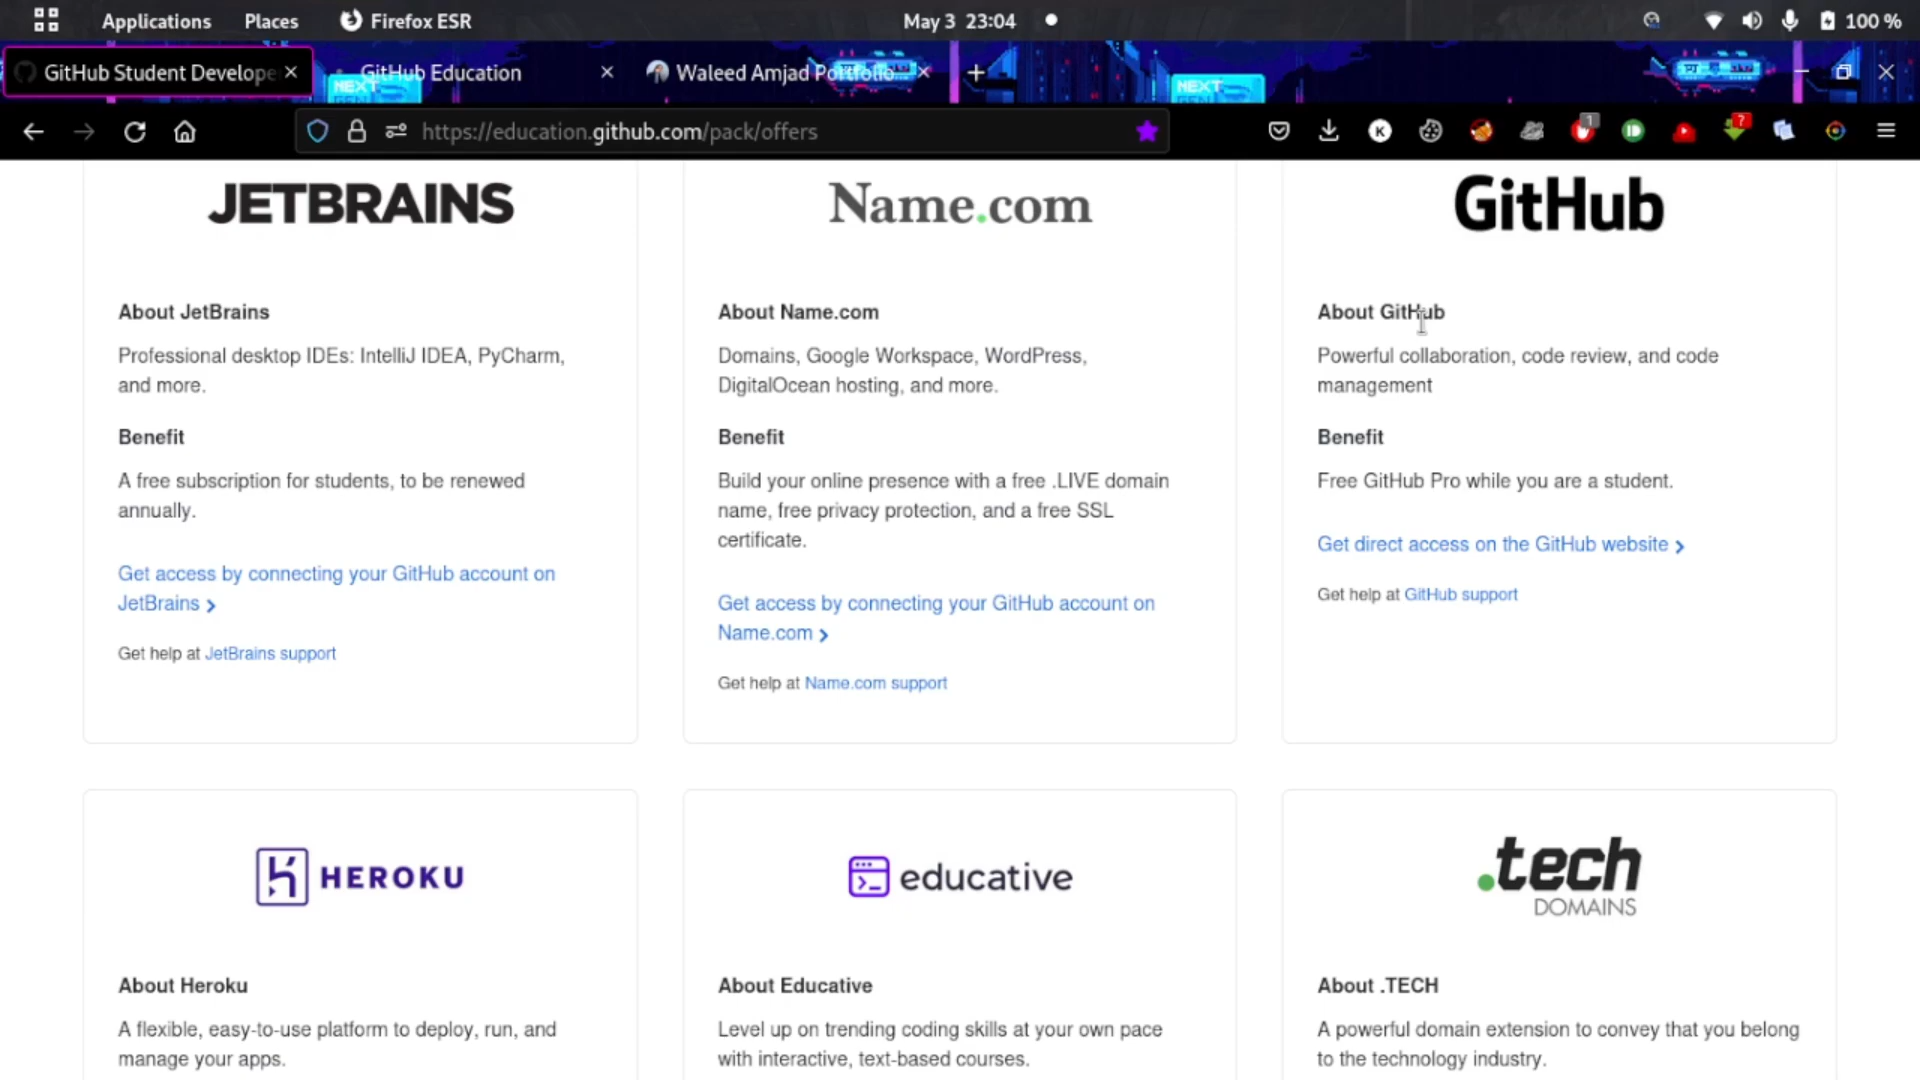 Applications Places Firefox ESR May 3 23:04 100 %
GitHub Student Develope GitHub Education Waleed Amjad Portfolio
NEXT NEXT
https://education.github.com/pack/offers K 1 ?
JETBRAINS
About JetBrains
Professional desktop IDEs: IntelliJ IDEA, PyCharm,
and more.
Benefit
A free subscription for students, to be renewed
annually.
Get access by connecting your GitHub account on
JetBrains
Get help at JetBrains support
Name.com
About Name.com
Domains, Google Workspace, WordPress,
DigitalOcean hosting, and more.
Benefit
Build your online presence with a free .LIVE domain
name, free privacy protection, and a free SSL
certificate.
Get access by connecting your GitHub account on
Name.com
Get help at Name.com support
GitHub
About GitHub
Powerful collaboration, code review, and code
management
Benefit
Free GitHub Pro while you are a student.
Get direct access on the GitHub website
Get help at GitHub support
HEROKU
About Heroku
A flexible, easy-to-use platform to deploy, run, and
manage your apps.
educative
About Educative
Level up on trending coding skills at your own pace
with interactive, text-based courses.
.tech
DOMAINS
About .TECH
A powerful domain extension to convey that you belong
to the technology industry.